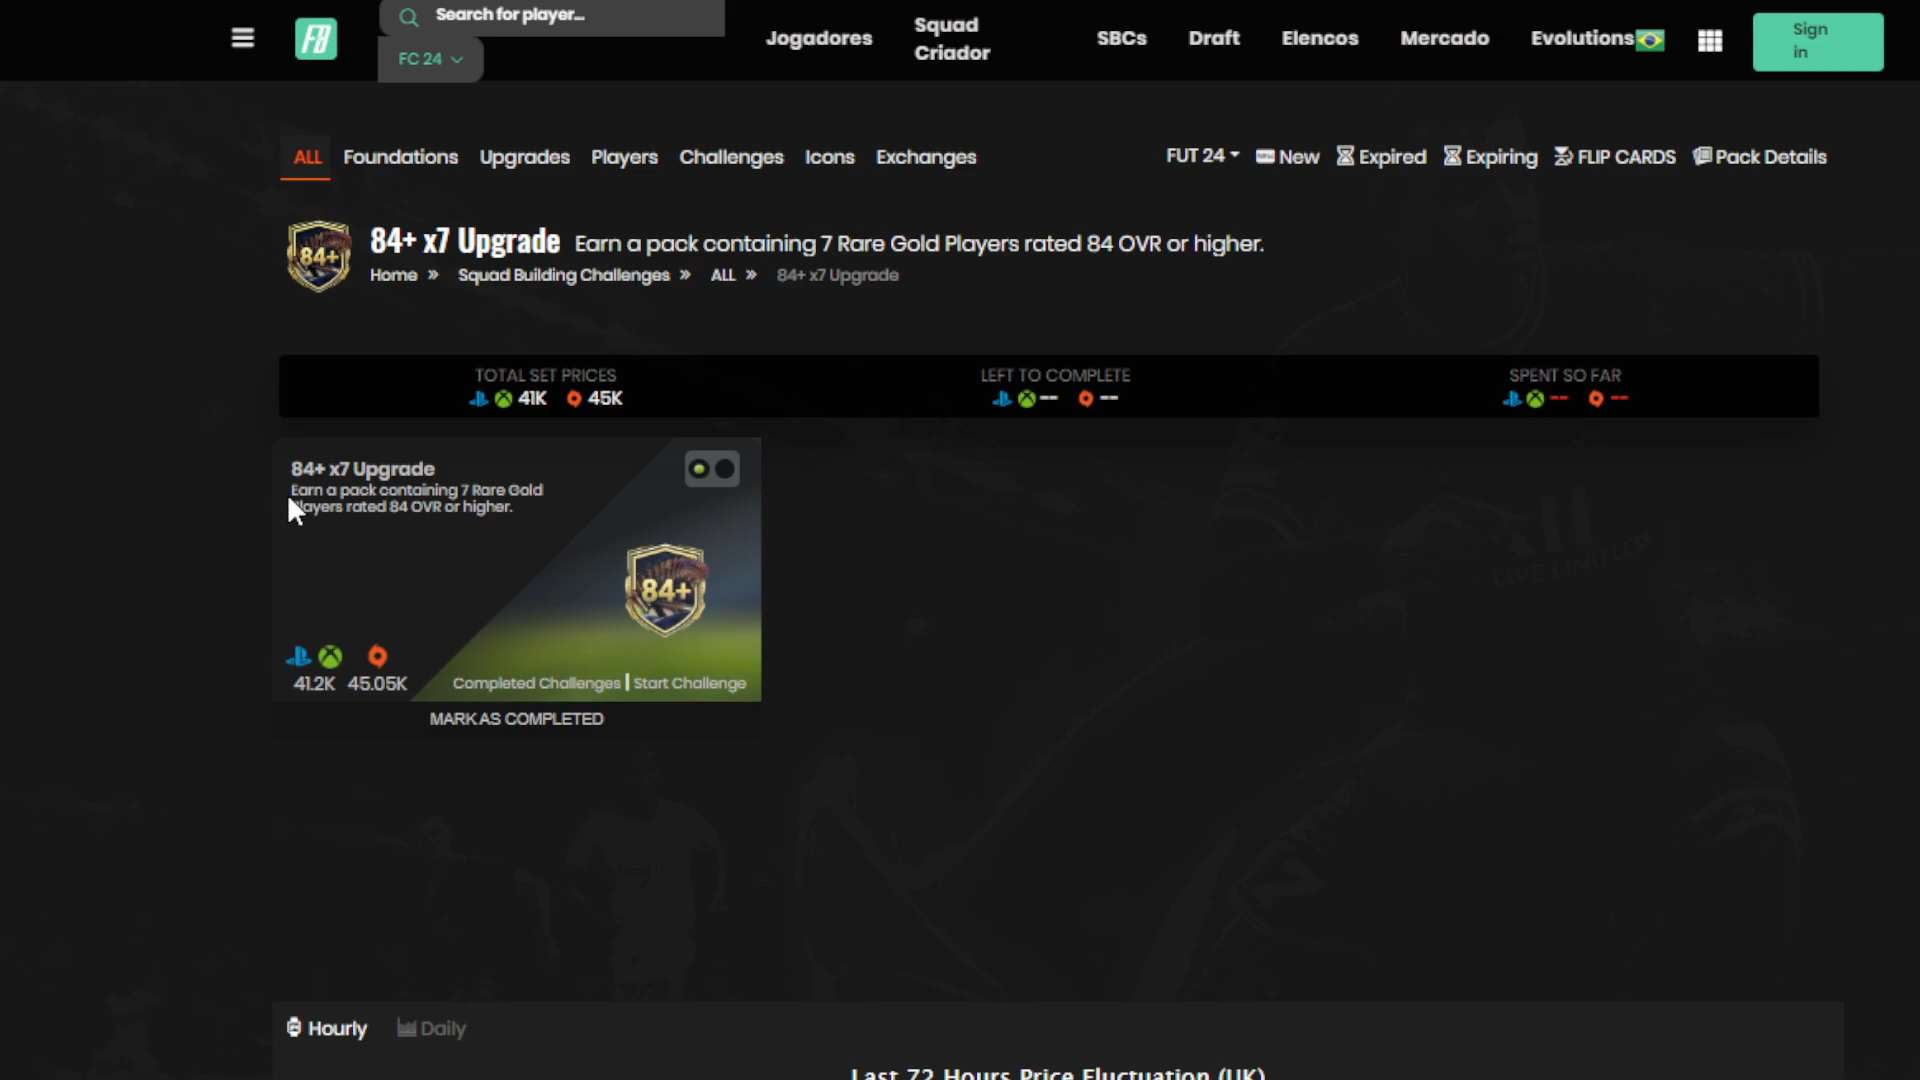 F8
Search for player...
FC 24
Jogadores
Squad
Criador
SBCs
Draft
Elencos
Mercado
Evolutions
Sign
in
ALL
Foundations
Upgrades
Players
Challenges
Icons
Exchanges
FUT 24
New
Expired
Expiring
FLIP CARDS
Pack Details
84+
84+ x7 Upgrade
Earn a pack containing 7 Rare Gold Players rated 84 OVR or higher.
Home » Squad Building Challenges » ALL » 84+ x7 Upgrade
TOTAL SET PRICES
41K 45K
LEFT TO COMPLETE
-- --
SPENT SO FAR
-- --
84+ x7 Upgrade
Earn a pack containing 7 Rare Gold
Players rated 84 OVR or higher.
84+
41.2K 45.05K
Completed Challenges | Start Challenge
MARK AS COMPLETED
Hourly
Daily
Last 72 Hours Price Fluctuation (UK)